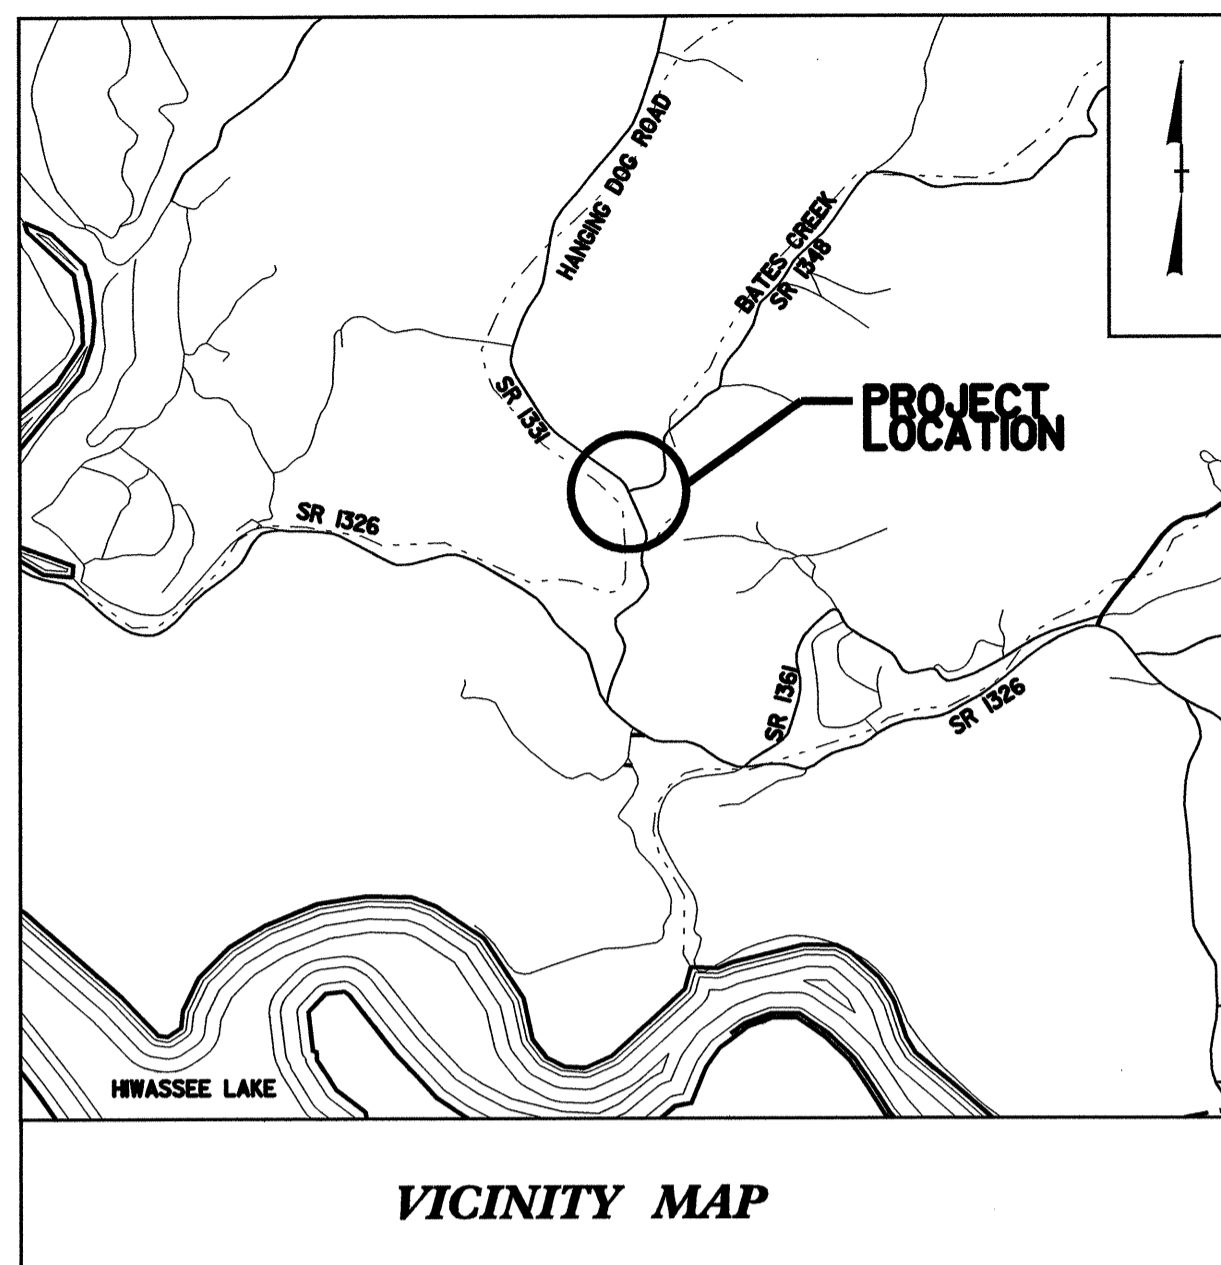 HANGING DOG ROAD
BATES CREEK
SR 1348
SR 1331
PROJECT
LOCATION
SR 1326
SR 1361
SR 1326
HIWASSEE LAKE
VICINITY MAP